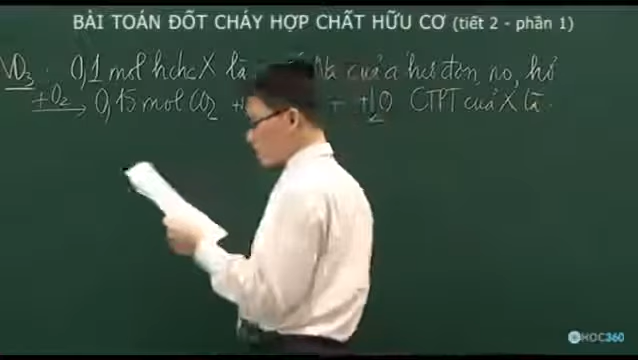 BÀI TOÁN ĐỐT CHÁY HỢP CHẤT HỮU CƠ (tiết 2 - phần 1)
VD3: 0,1 mol hchc X là Na của a hcơ đơn, no, hở
+O2 → 0,15 mol CO2 + + H2O CTPT của X là
HOC360